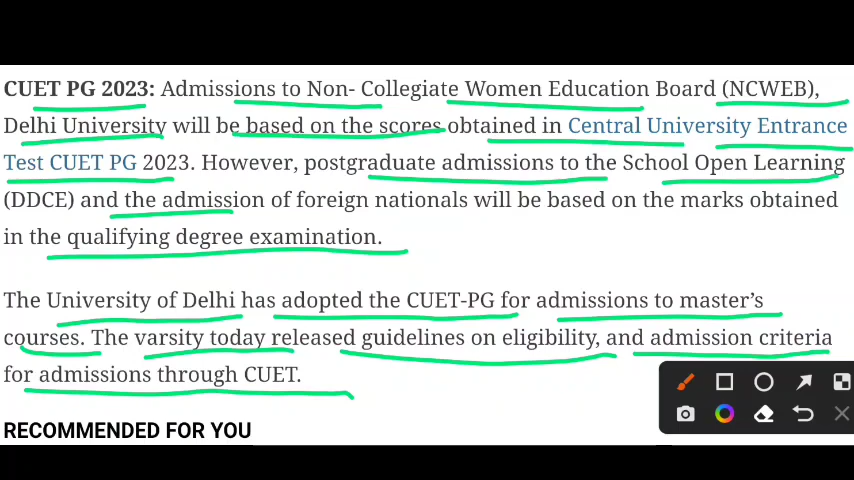 CUET PG 2023: Admissions to Non- Collegiate Women Education Board (NCWEB),
Delhi University will be based on the scores obtained in Central University Entrance
Test CUET PG 2023. However, postgraduate admissions to the School Open Learning
(DDCE) and the admission of foreign nationals will be based on the marks obtained
in the qualifying degree examination.
The University of Delhi has adopted the CUET-PG for admissions to master's
courses. The varsity today released guidelines on eligibility, and admission criteria
for admissions through CUET.
RECOMMENDED FOR YOU